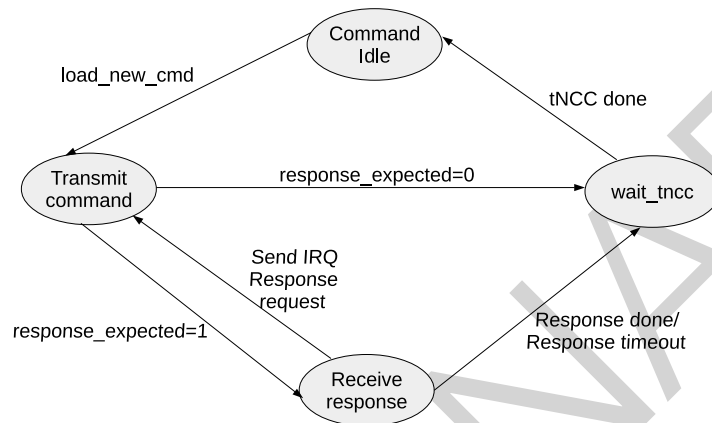 Command
Idle
load_new_cmd
tNCC done
Transmit
command
response_expected=0
wait_tncc
Send IRQ
Response
request
response_expected=1
Response done/
Response timeout
Receive
response